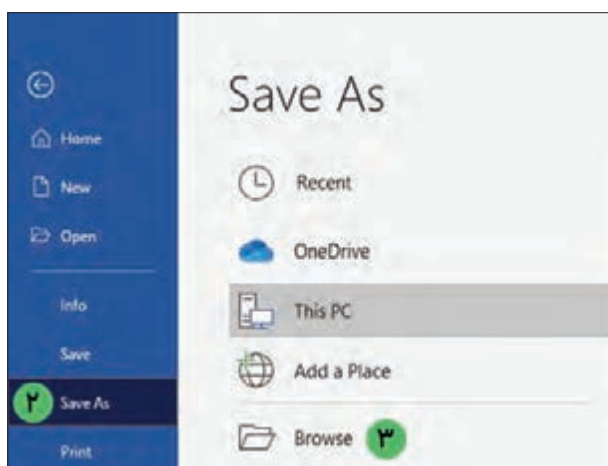 Save As
Home
New
Open
Info
Save
۲ Save As
Print
Recent
OneDrive
This PC
Add a Place
Browse ۳